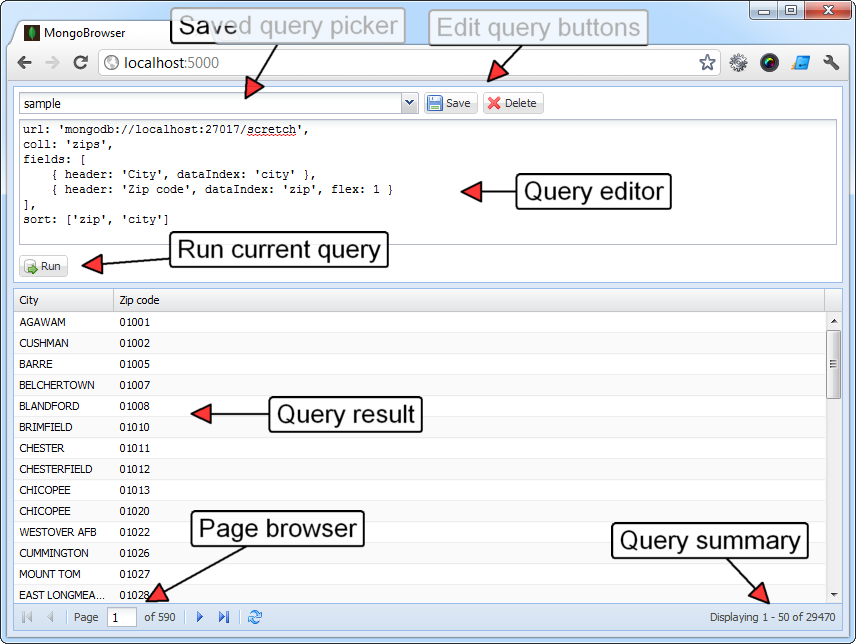 MongoBrowser
Saved query picker
Edit query buttons
localhost:5000
sample
Save
Delete
url: 'mongodb://localhost:27017/scretch',
coll: 'zips',
fields: [
{ header: 'City', dataIndex: 'city' },
{ header: 'Zip code', dataIndex: 'zip', flex: 1 }
],
sort: ['zip', 'city']
Query editor
Run current query
Run
City Zip code
AGAWAM 01001
CUSHMAN 01002
BARRE 01005
BELCHERTOWN 01007
BLANDFORD 01008
Query result
BRIMFIELD 01010
CHESTER 01011
CHESTERFIELD 01012
CHICOPEE 01013
CHICOPEE 01020
WESTOVER AFB 01022
Page browser
Query summary
CUMMINGTON 01026
MOUNT TOM 01027
EAST LONGMEA... 01028
Page 1 of 590
Displaying 1 - 50 of 29470